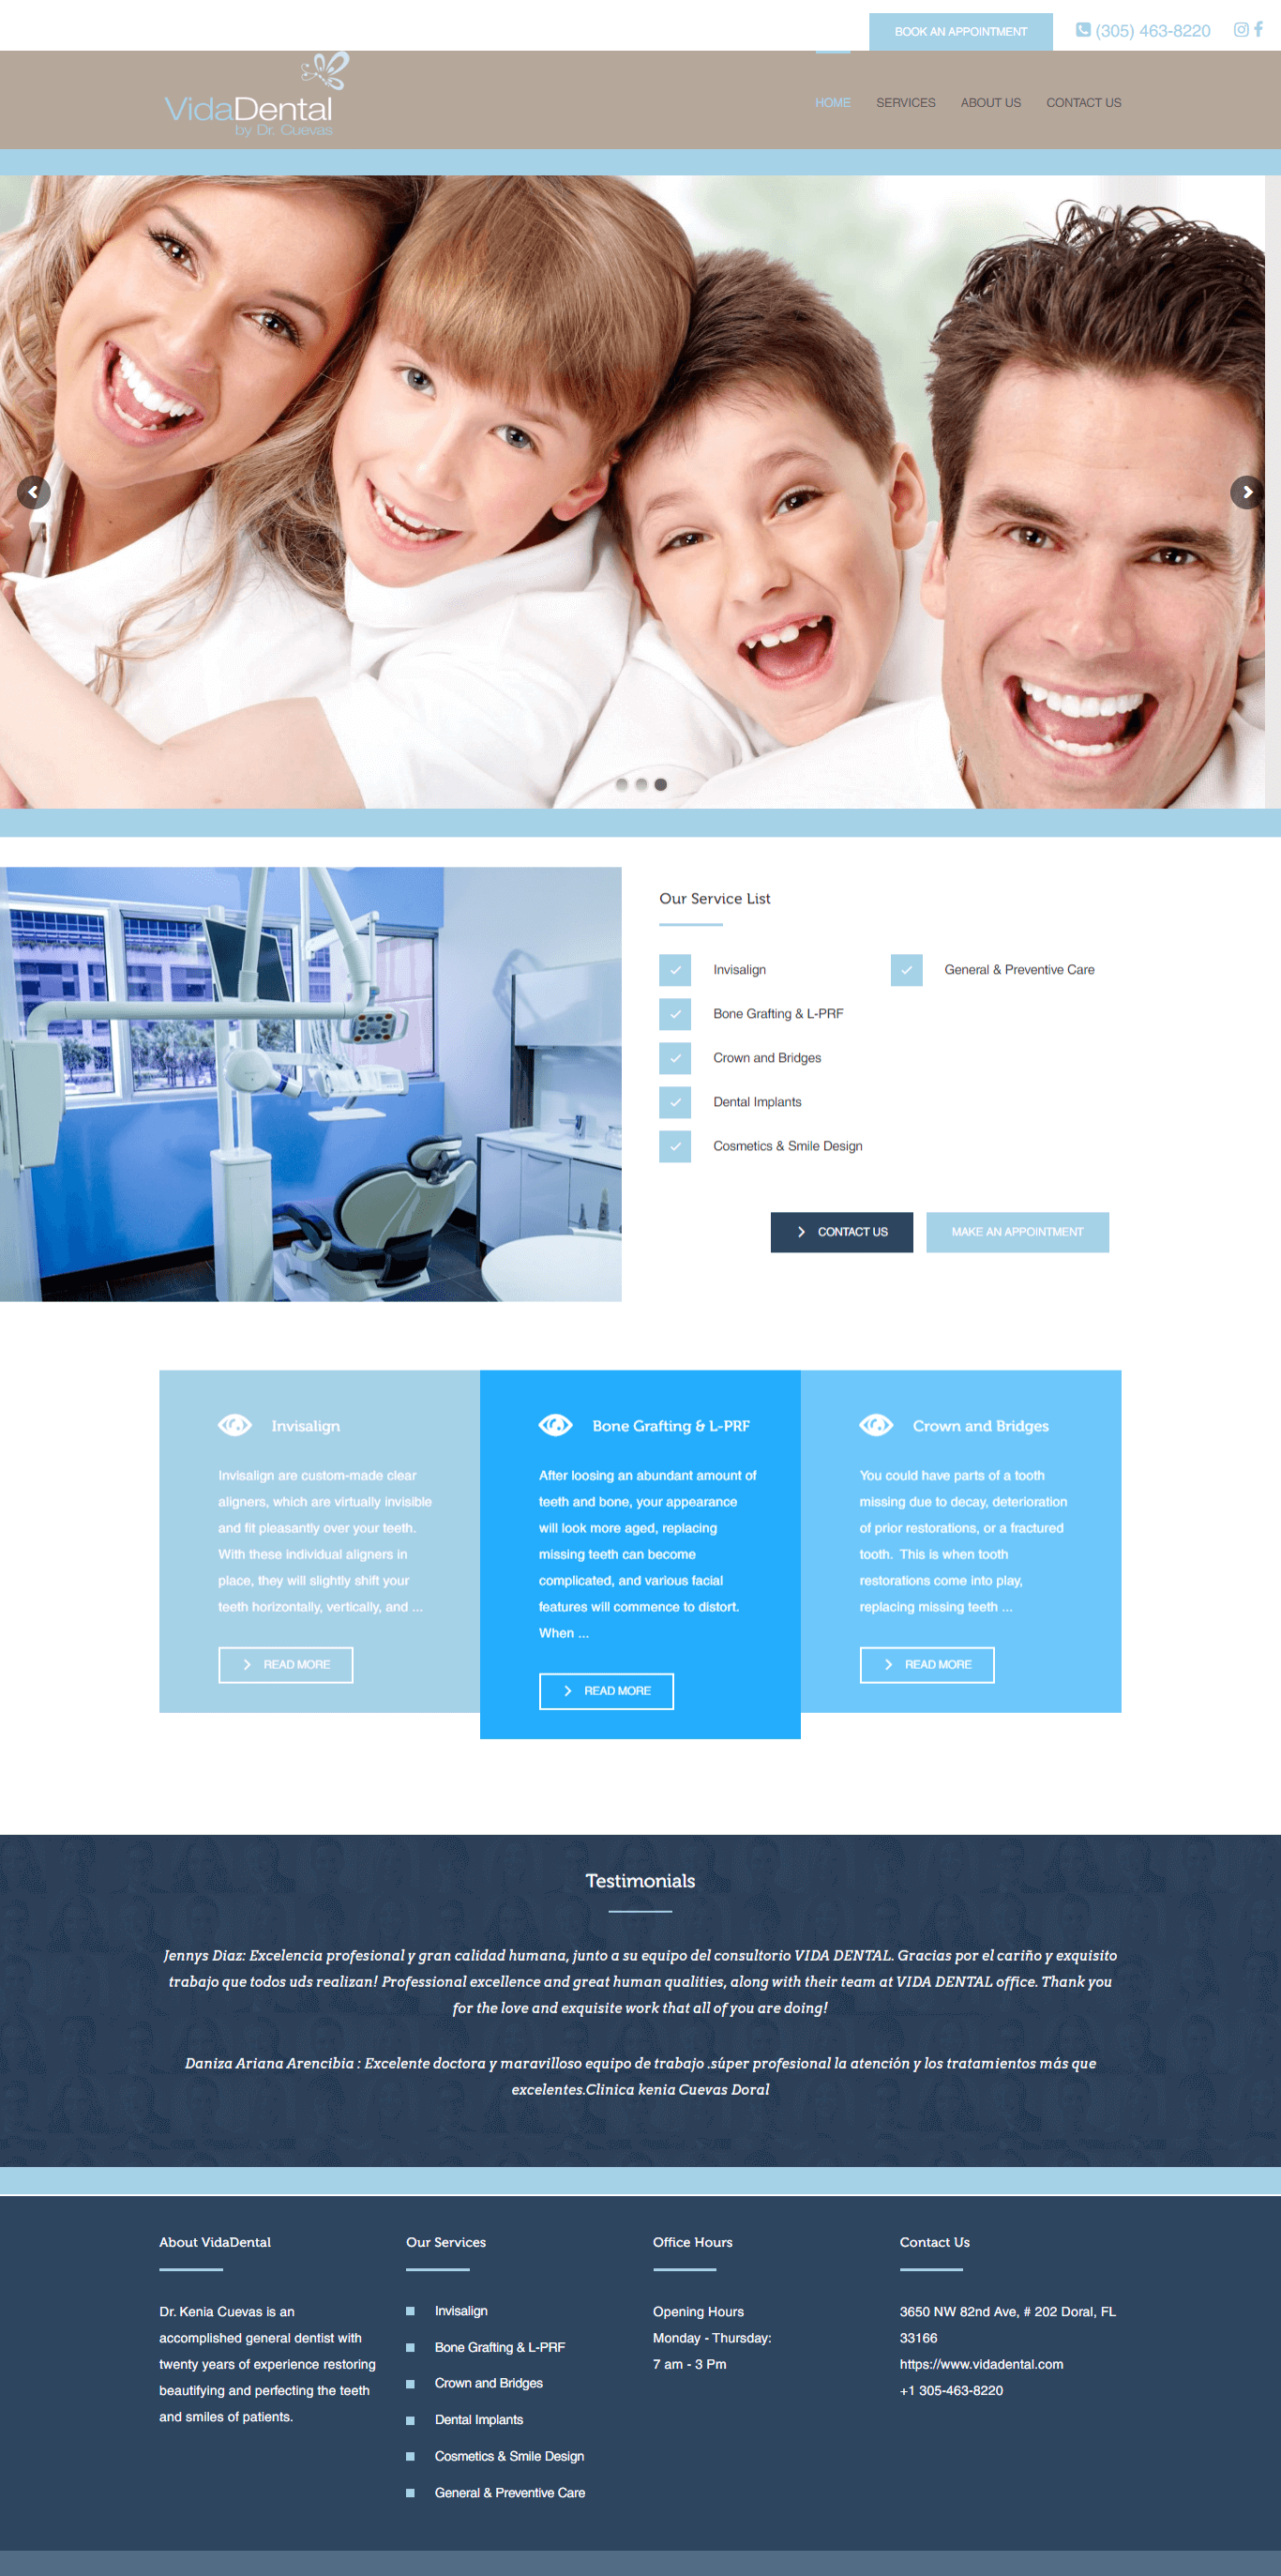 BOOK AN APPOINTMENT
(305) 463-8220
VidaDental
by Dr. Cuevas
HOME
SERVICES
ABOUT US
CONTACT US
Our Service List
Invisalign
General & Preventive Care
Bone Grafting & L-PRF
Crown and Bridges
Dental Implants
Cosmetics & Smile Design
CONTACT US
MAKE AN APPOINTMENT
Invisalign
Invisalign are custom-made clear
aligners, which are virtually invisible
and fit pleasantly over your teeth.
With these individual aligners in
place, they will slightly shift your
teeth horizontally, vertically, and ...
READ MORE
Bone Grafting & L-PRF
After loosing an abundant amount of
teeth and bone, your appearance
will look more aged, replacing
missing teeth can become
complicated, and various facial
features will commence to distort.
When ...
READ MORE
Crown and Bridges
You could have parts of a tooth
missing due to decay, deterioration
of prior restorations, or a fractured
tooth. This is when tooth
restorations come into play,
replacing missing teeth ...
READ MORE
Testimonials
Jennys Diaz: Excelencia profesional y gran calidad humana, junto a su equipo del consultorio VIDA DENTAL. Gracias por el cariño y exquisito
trabajo que todos uds realizan! Professional excellence and great human qualities, along with their team at VIDA DENTAL office. Thank you
for the love and exquisite work that all of you are doing!
Daniza Ariana Arencibia : Excelente doctora y maravilloso equipo de trabajo .súper profesional la atención y los tratamientos más que
excelentes.Clinica kenia Cuevas Doral
About VidaDental
Dr. Kenia Cuevas is an
accomplished general dentist with
twenty years of experience restoring
beautifying and perfecting the teeth
and smiles of patients.
Our Services
Invisalign
Bone Grafting & L-PRF
Crown and Bridges
Dental Implants
Cosmetics & Smile Design
General & Preventive Care
Office Hours
Opening Hours
Monday - Thursday:
7 am - 3 Pm
Contact Us
3650 NW 82nd Ave, # 202 Doral, FL
33166
https://www.vidadental.com
+1 305-463-8220